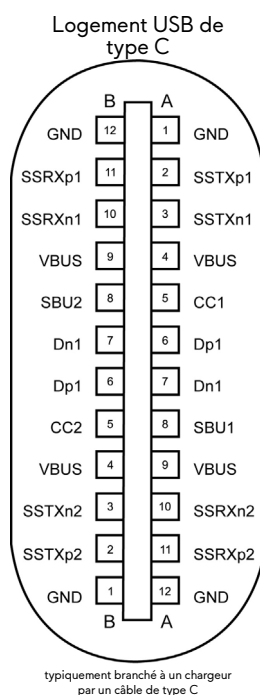 Logement USB de
type C
B A
GND 12 1 GND
SSRXp1 11 2 SSTXp1
SSRXn1 10 3 SSTXn1
VBUS 9 4 VBUS
SBU2 8 5 CC1
Dn1 7 6 Dp1
Dp1 6 7 Dn1
CC2 5 8 SBU1
VBUS 4 9 VBUS
SSTXn2 3 10 SSRXn2
SSTXp2 2 11 SSRXp2
GND 1 12 GND
B A
typiquement branché à un chargeur
par un câble de type C